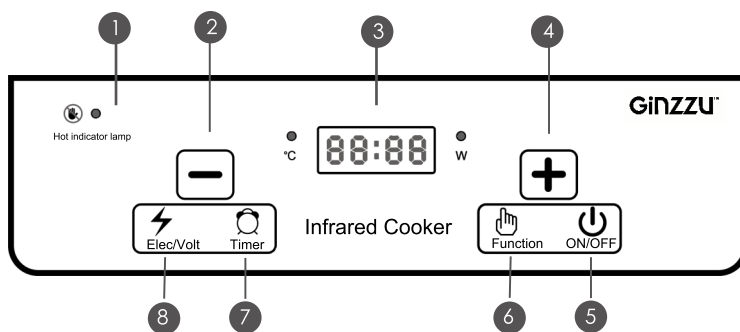 1 2 3 4
GiNZZU™
Hot indicator lamp
°C 88:88 W
− +
Elec/Volt Timer Infrared Cooker Function ON/OFF
8 7 6 5